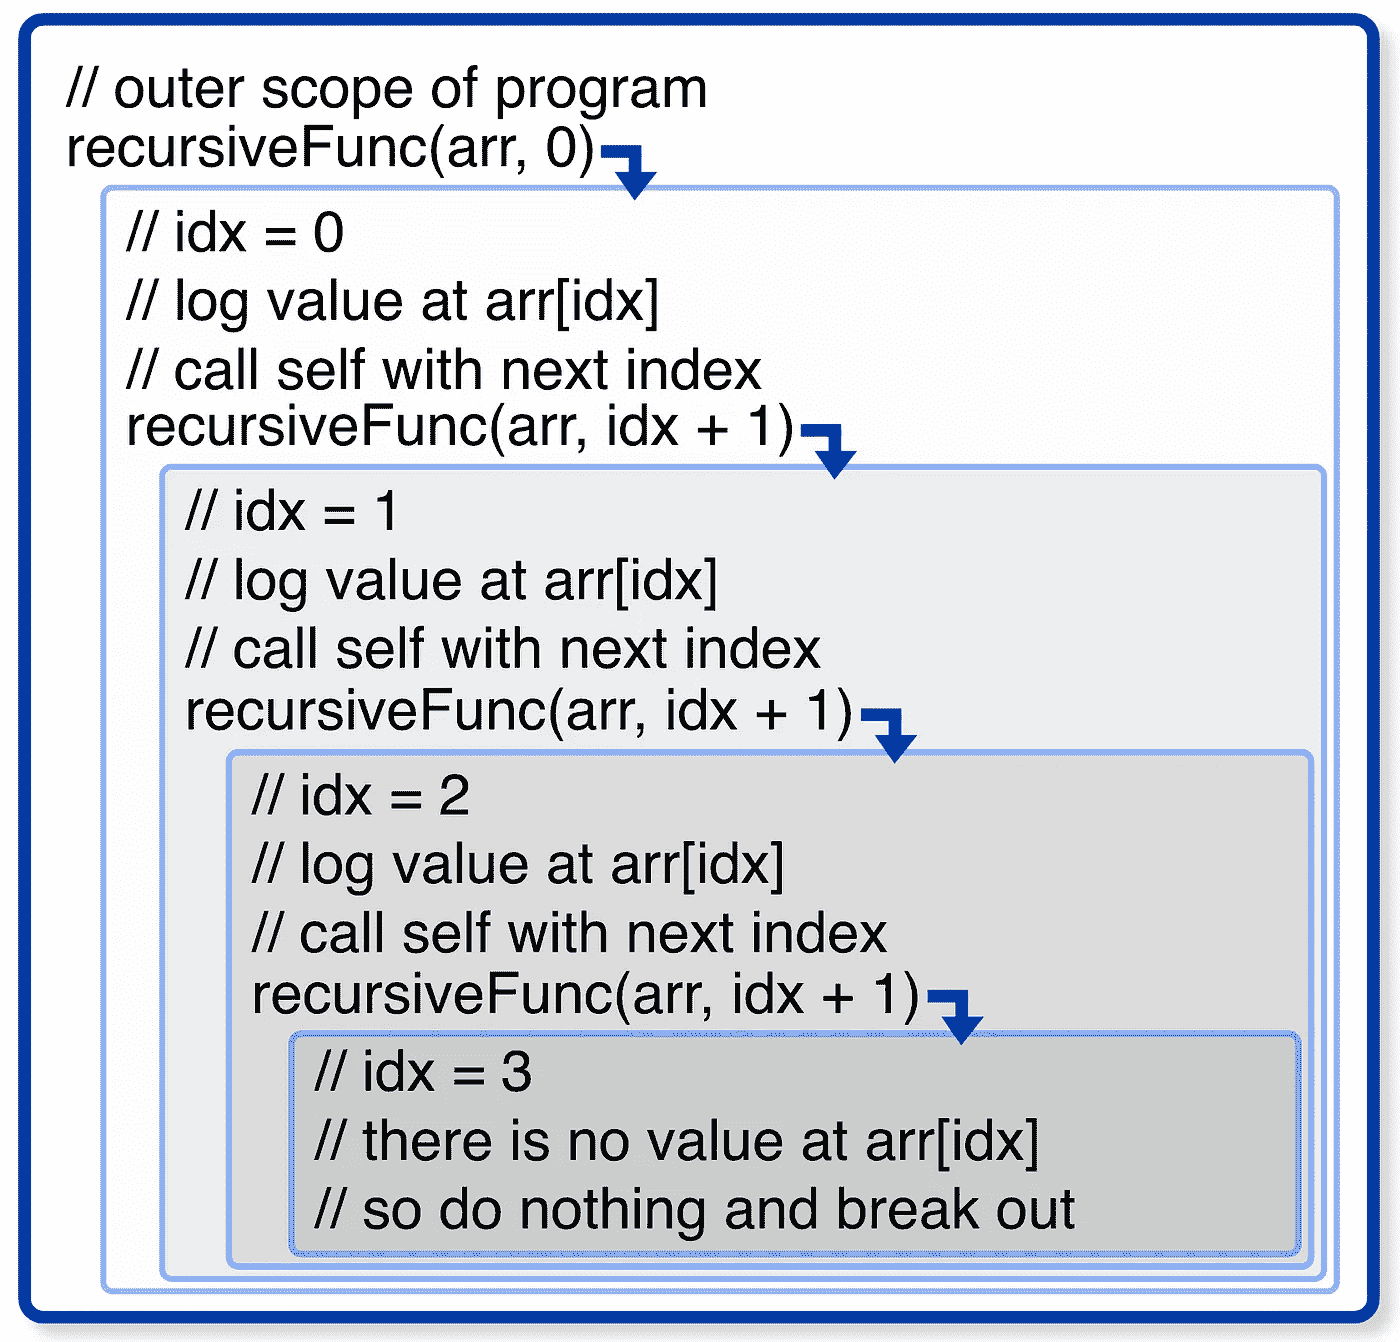 // outer scope of program
recursiveFunc(arr, 0)
// idx = 0
// log value at arr[idx]
// call self with next index
recursiveFunc(arr, idx + 1)
// idx = 1
// log value at arr[idx]
// call self with next index
recursiveFunc(arr, idx + 1)
// idx = 2
// log value at arr[idx]
// call self with next index
recursiveFunc(arr, idx + 1)
// idx = 3
// there is no value at arr[idx]
// so do nothing and break out